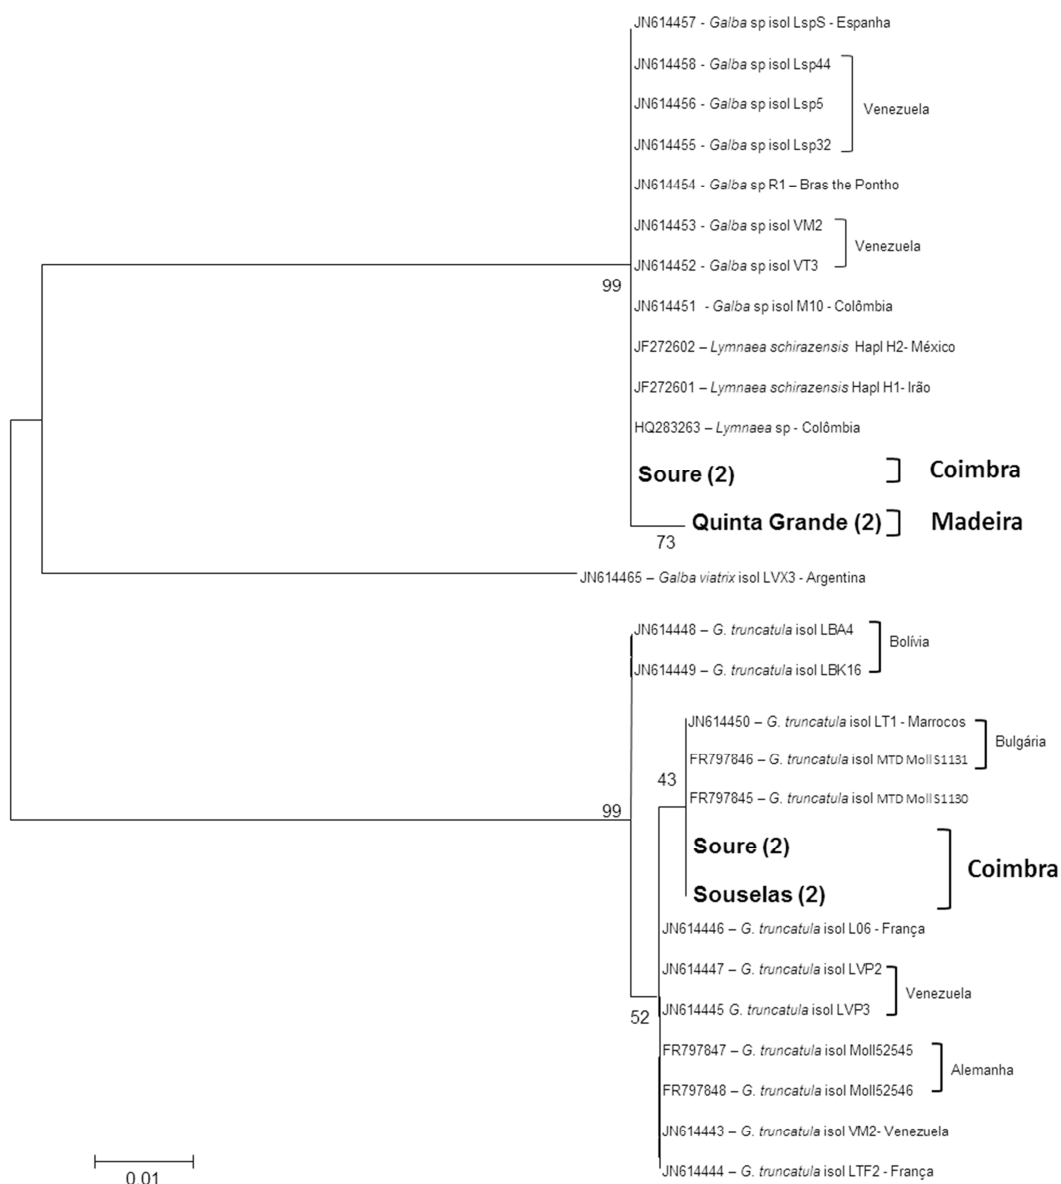 JN614457 - Galba sp isol LspS - Espanha
JN614458 - Galba sp isol Lsp44
JN614456 - Galba sp isol Lsp5
Venezuela
JN614455 - Galba sp isol Lsp32
JN614454 - Galba sp R1 – Bras the Pontho
JN614453 - Galba sp isol VM2
Venezuela
JN614452 - Galba sp isol VT3
99
JN614451 - Galba sp isol M10 - Colômbia
JF272602 – Lymnaea schirazensis Hapl H2- México
JF272601 – Lymnaea schirazensis Hapl H1- Irão
HQ283263 – Lymnaea sp - Colômbia
Soure (2) Coimbra
Quinta Grande (2) Madeira
73
JN614465 – Galba viatrix isol LVX3 - Argentina
JN614448 – G. truncatula isol LBA4
Bolívia
JN614449 – G. truncatula isol LBK16
JN614450 – G. truncatula isol LT1 - Marrocos
Bulgária
FR797846 – G. truncatula isol MTD Moll S1131
43
FR797845 – G. truncatula isol MTD Moll S1130
99
Soure (2)
Coimbra
Souselas (2)
JN614446 – G. truncatula isol L06 - França
JN614447 – G. truncatula isol LVP2
Venezuela
JN614445 G. truncatula isol LVP3
52
FR797847 – G. truncatula isol Moll52545
Alemanha
FR797848 – G. truncatula isol Moll52546
JN614443 – G. truncatula isol VM2- Venezuela
JN614444 – G. truncatula isol LTF2 - França
0.01